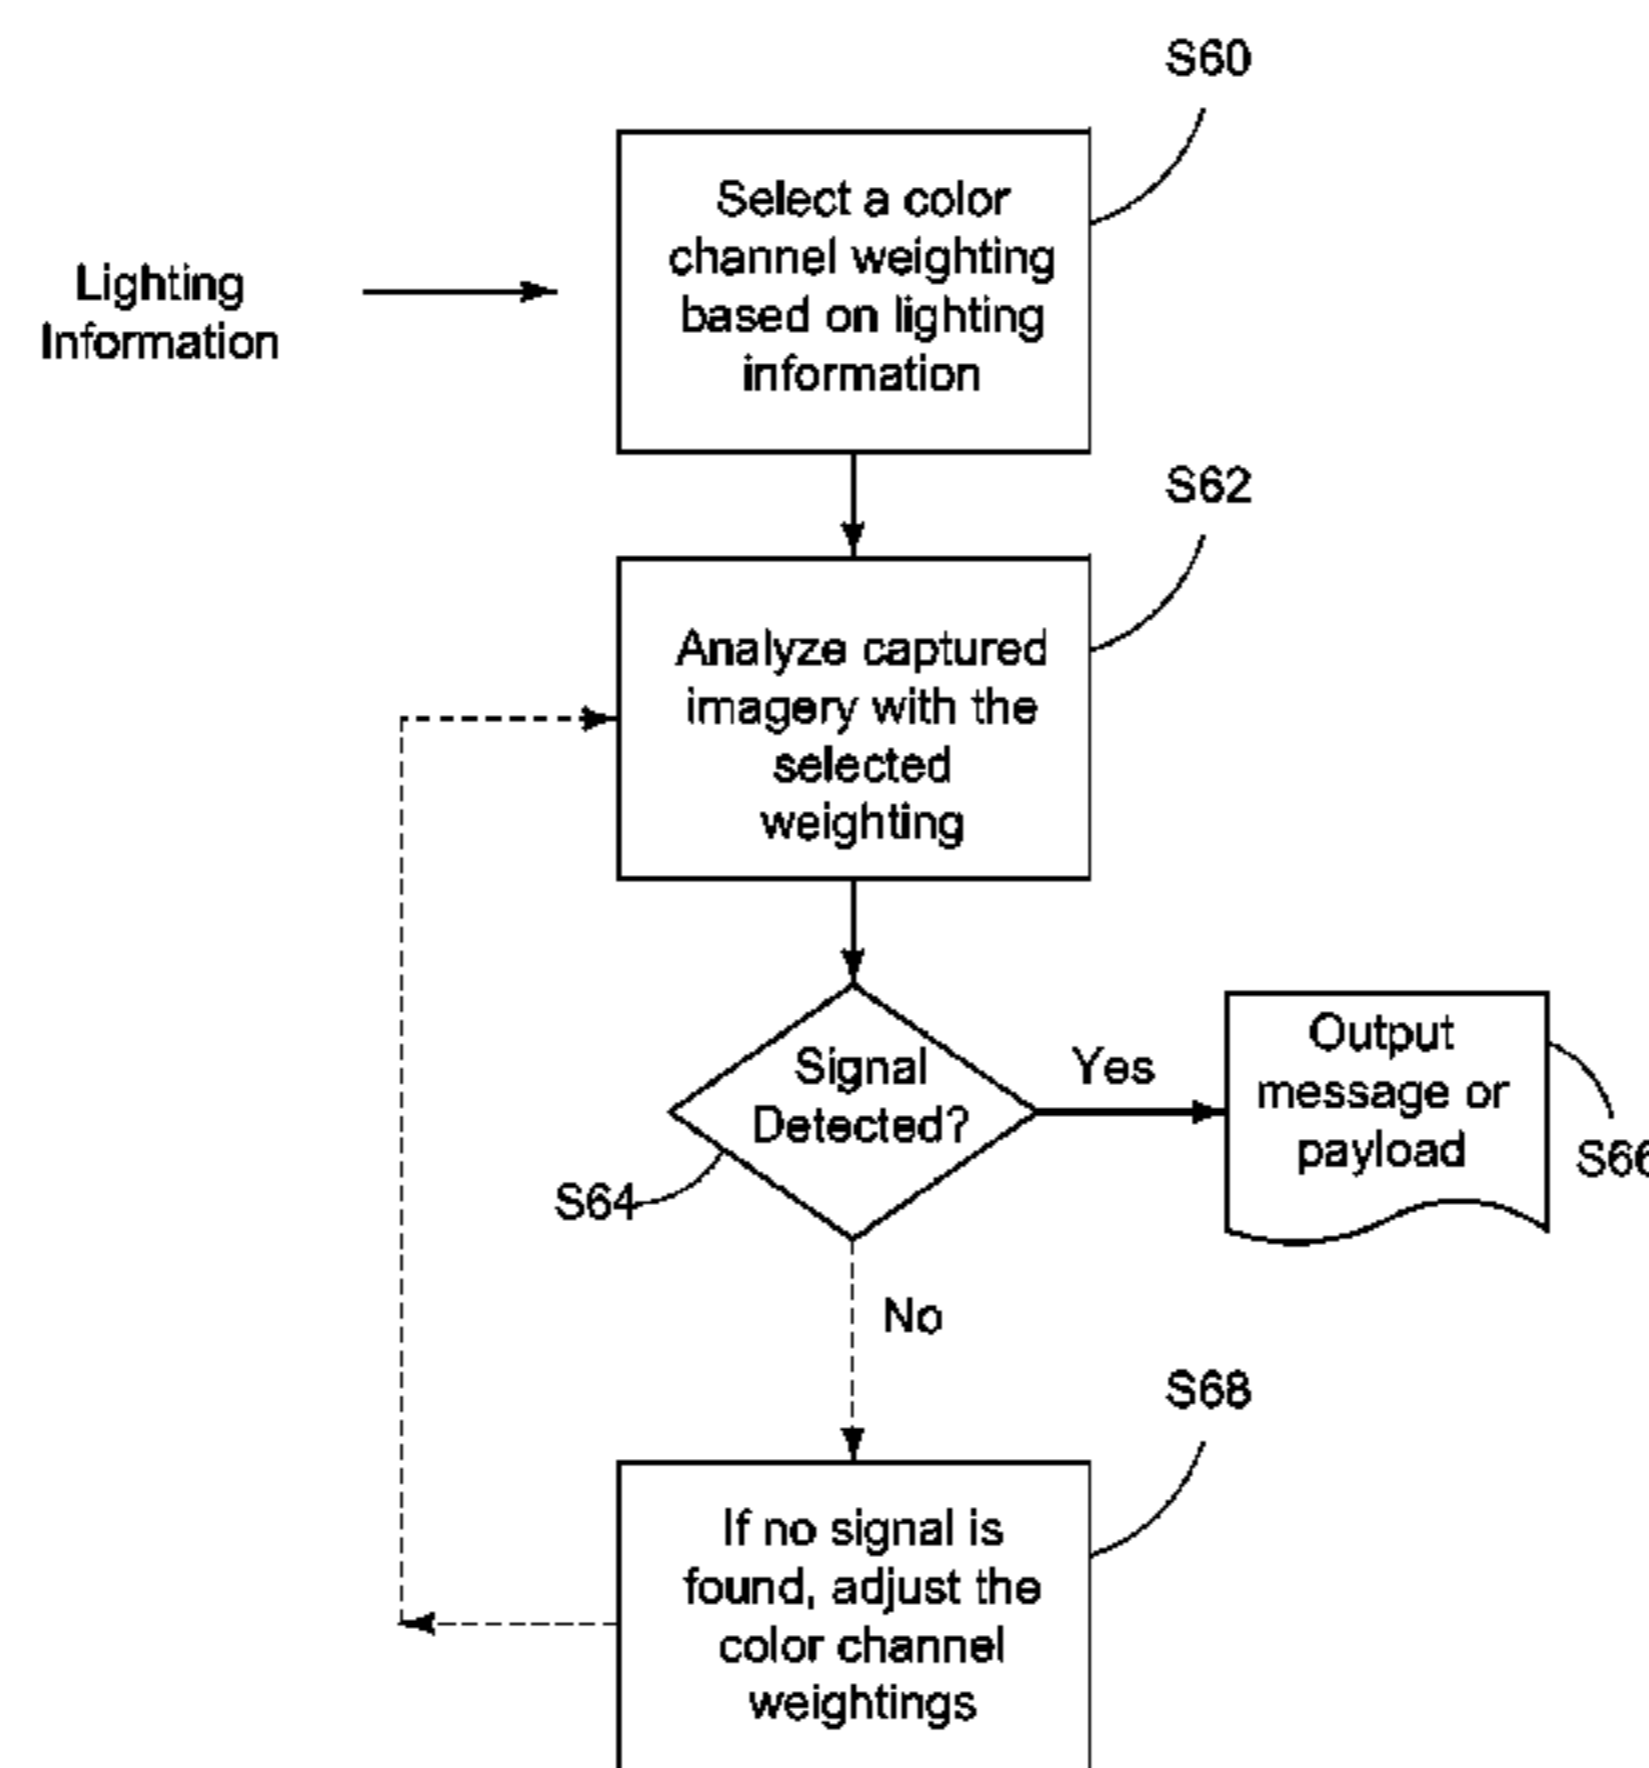 S60
Select a color
channel weighting
based on lighting
information
Lighting
Information
S62
Analyze captured
imagery with the
selected
weighting
Signal
Detected?
Yes
Output
message or
payload
S66
S64
No
S68
If no signal is
found, adjust the
color channel
weightings